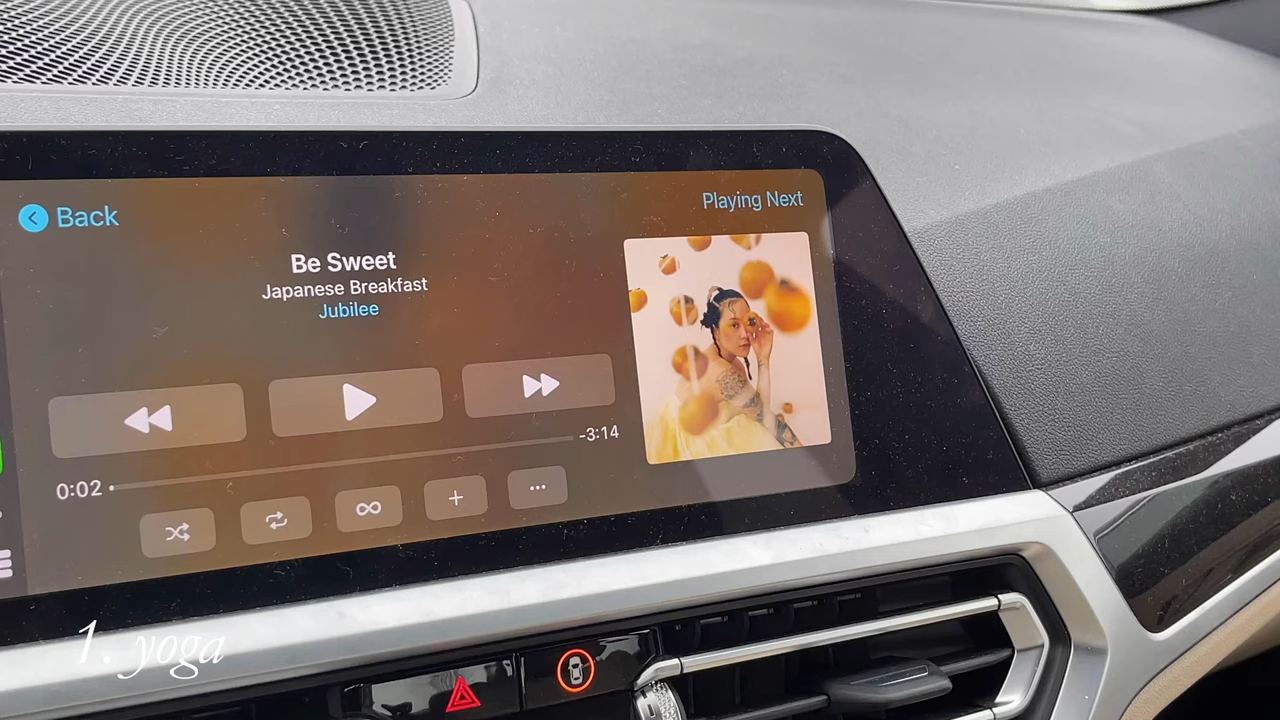 Back
Playing Next
Be Sweet
Japanese Breakfast
Jubilee
-3:14
0:02
1. yoga